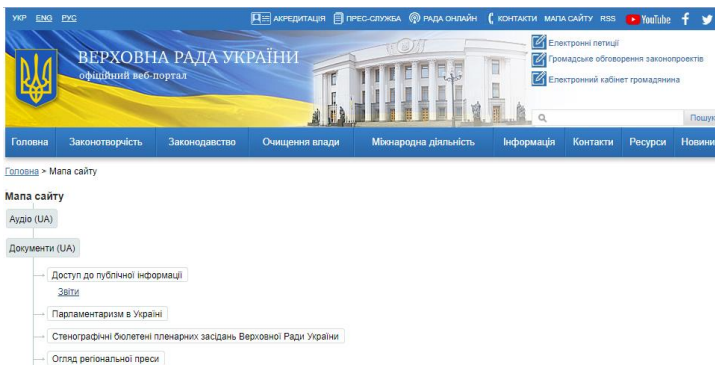 УКР ENG РУС АКРЕДИТАЦІЯ ПРЕС-СЛУЖБА РАДА ОНЛАЙН КОНТАКТИ МАПА САЙТУ RSS YouTube
ВЕРХОВНА РАДА УКРАЇНИ
офіційний веб-портал
Електронні петиції
Громадське обговорення законопроектів
Електронний кабінет громадянина
Пошук
Головна Законотворчість Законодавство Очищення влади Міжнародна діяльність Інформація Контакти Ресурси Новини
Головна > Мапа сайту
Мапа сайту
Аудіо (UA)
Документи (UA)
Доступ до публічної інформації
Звіти
Парламентаризм в Україні
Стенографічні бюлетені пленарних засідань Верховної Ради України
Огляд регіональної преси